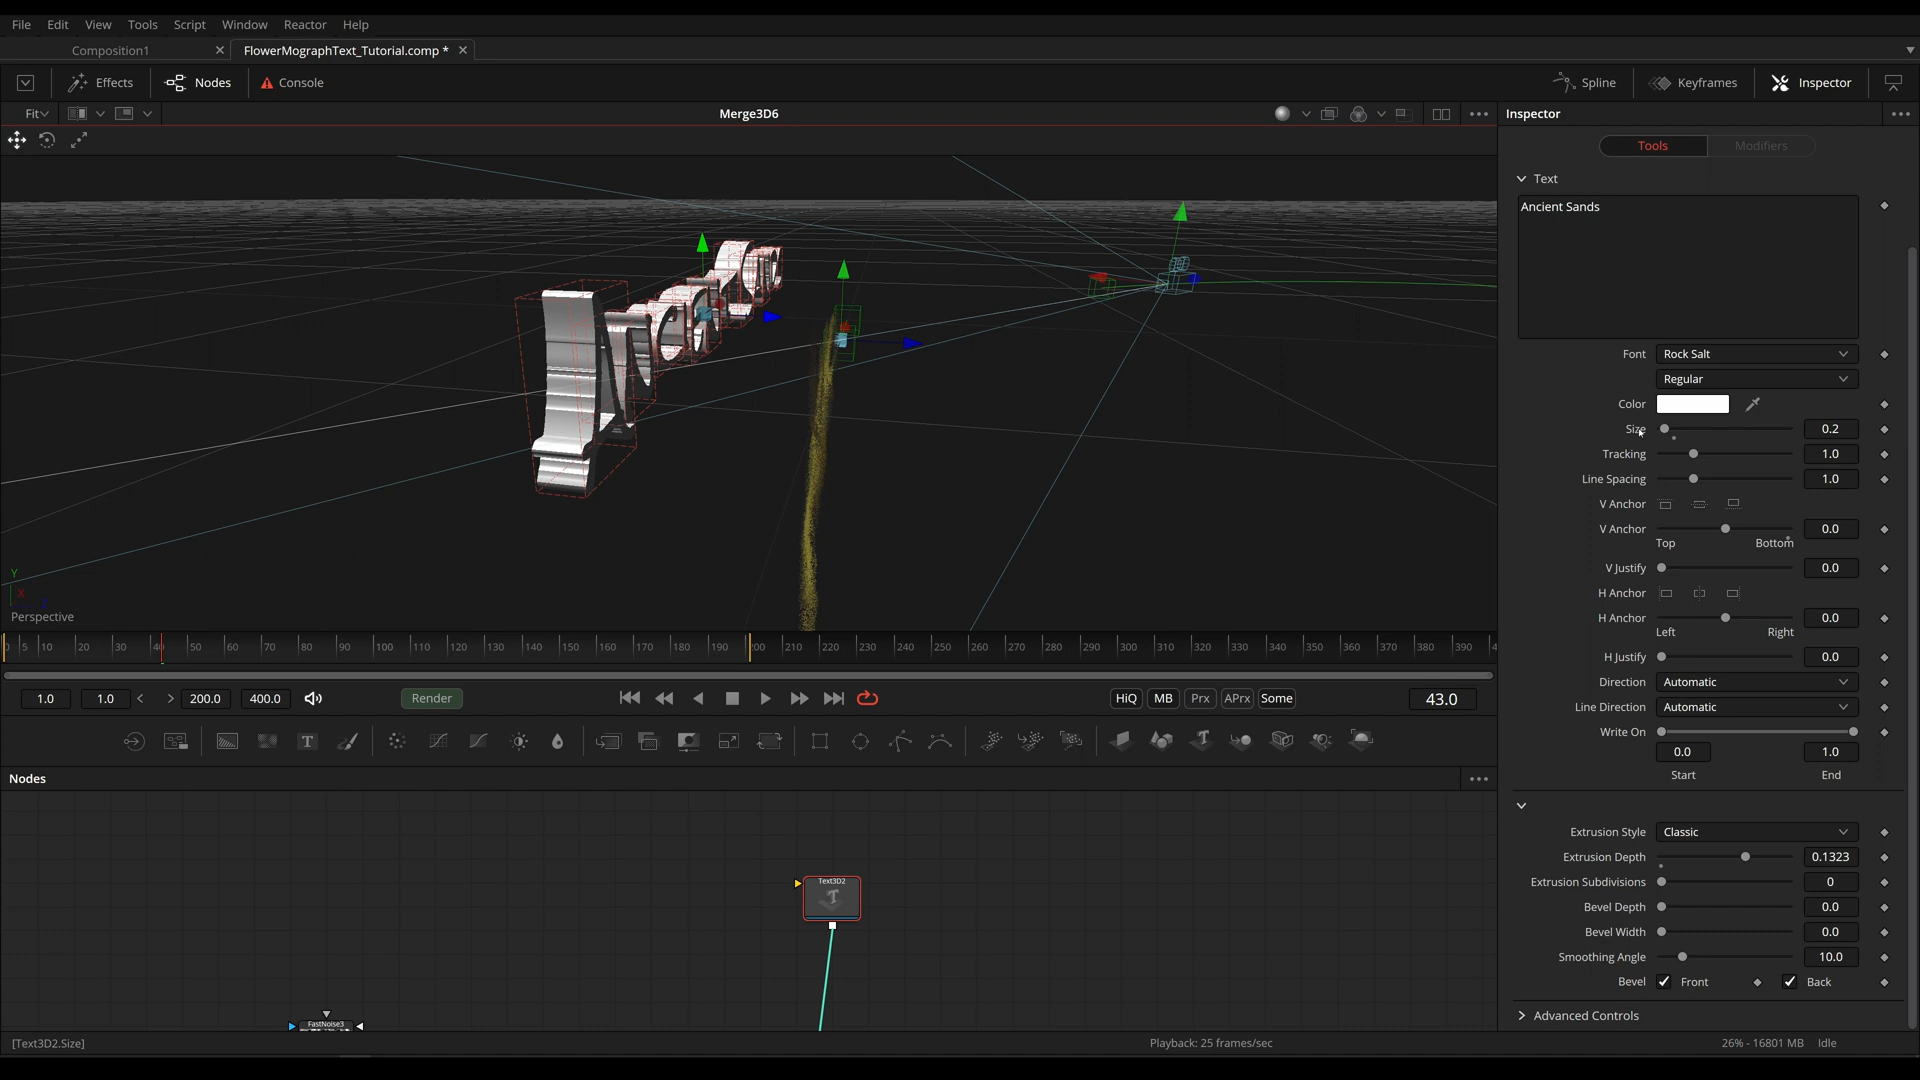 File Edit View Tools Script Window Reactor Help
Composition1 FlowerMographText_Tutorial.comp *
Effects Nodes Console Spline Keyframes Inspector
Fit Merge3D6 Inspector
Tools Modifiers
Text
Ancient Sands
Font Rock Salt
Regular
Color
Size 0.2
Tracking 1.0
Line Spacing 1.0
V Anchor
V Anchor 0.0
Top Bottom
V Justify 0.0
H Anchor
H Anchor 0.0
Left Right
H Justify 0.0
Direction Automatic
Line Direction Automatic
Write On
0.0 1.0
Start End
Extrusion Style Classic
Extrusion Depth 0.1323
Extrusion Subdivisions 0
Bevel Depth 0.0
Bevel Width 0.0
Smoothing Angle 10.0
Bevel Front Back
Advanced Controls
Y
X
Perspective
5 10 20 30 50 60 70 80 90 100 110 120 130 140 150 160 170 180 190 200 210 220 230 240 250 260 270 280 290 300 310 320 330 340 350 360 370 380 390
1.0 1.0 200.0 400.0 Render HiQ MB Prx APrx Some 43.0
Nodes
Text3D2
FastNoise3
[Text3D2.Size] Playback: 25 frames/sec 26% - 16801 MB Idle